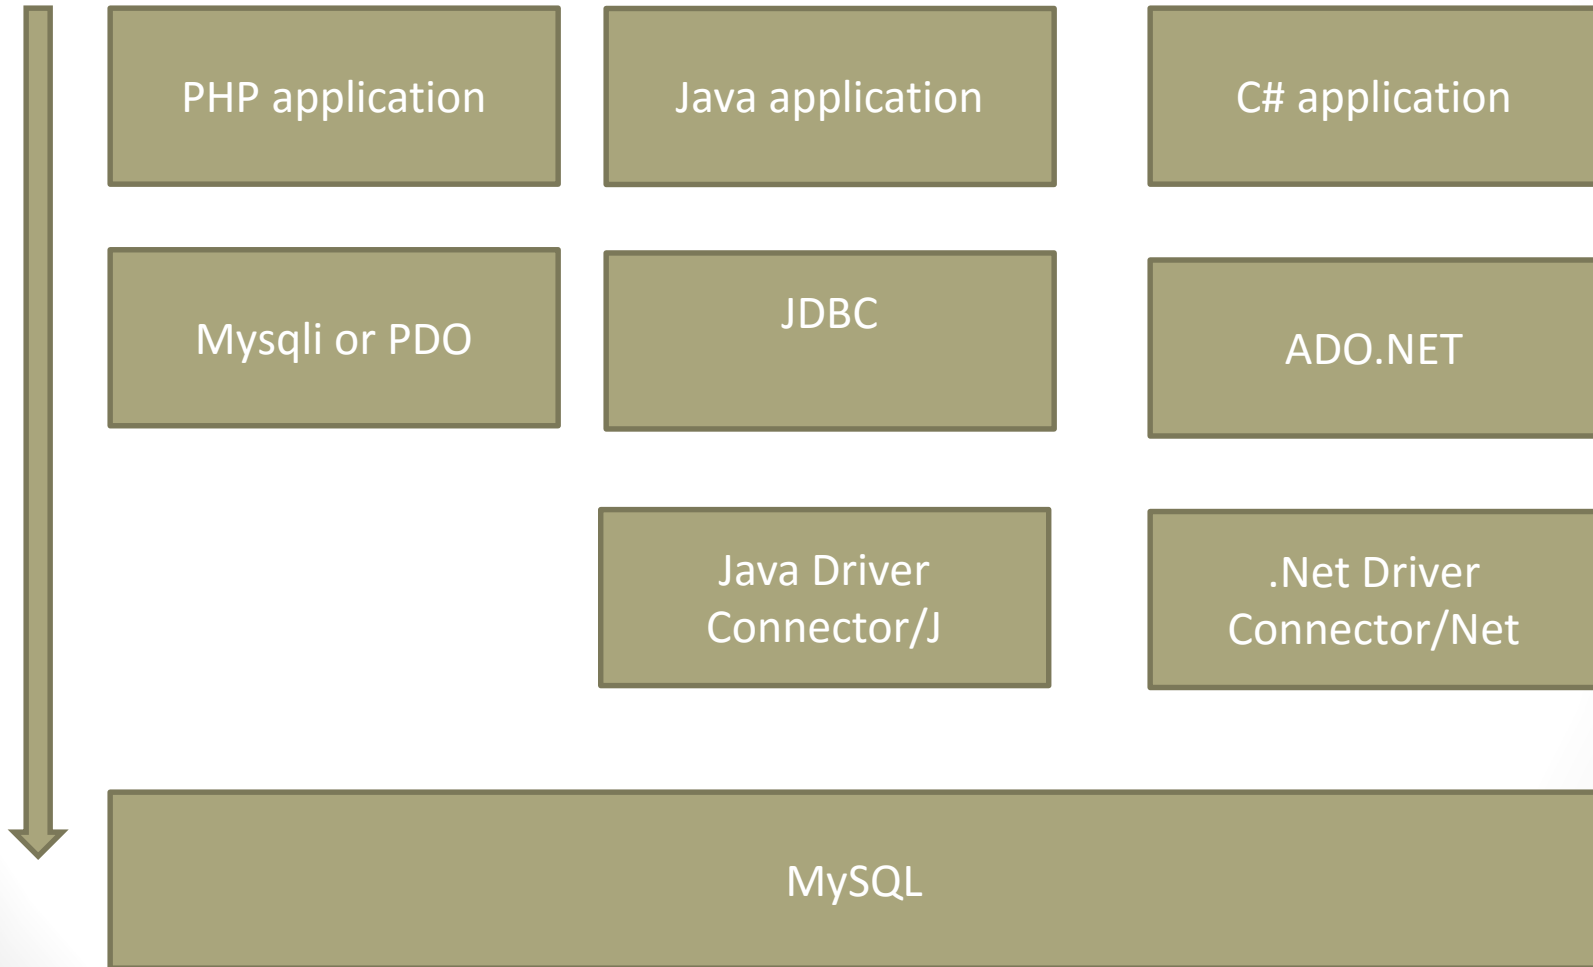 PHP application
Java application
C# application
Mysqli or PDO
JDBC
ADO.NET
Java Driver
Connector/J
.Net Driver
Connector/Net
MySQL